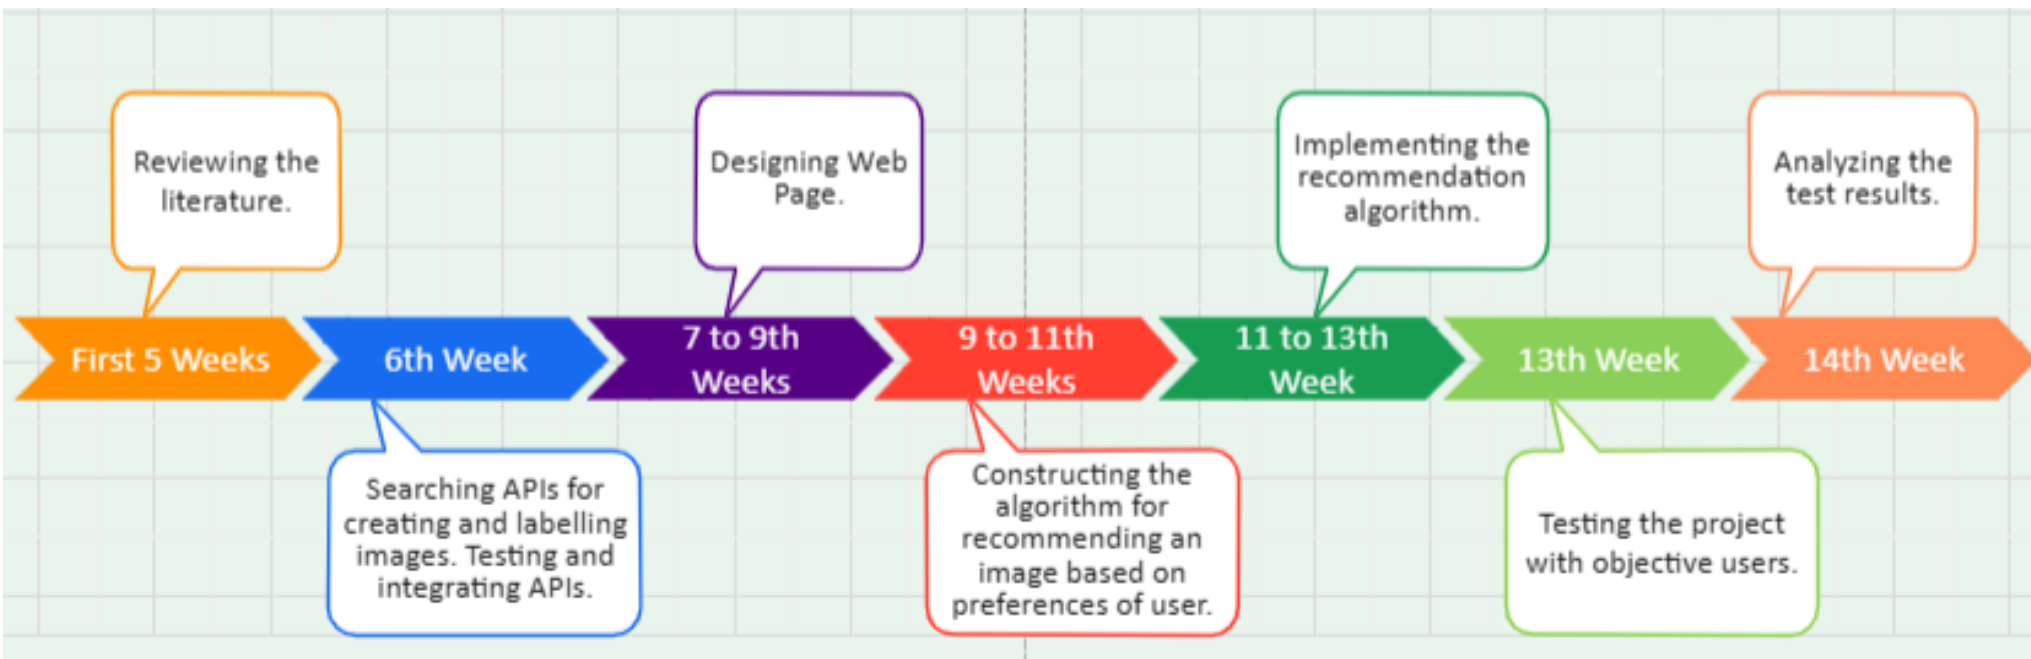 Reviewing the
literature.
Designing Web
Page.
Implementing the
recommendation
algorithm.
Analyzing the
test results.
First 5 Weeks
6th Week
7 to 9th
Weeks
9 to 11th
Weeks
11 to 13th
Week
13th Week
14th Week
Searching APIs for
creating and labelling
images. Testing and
integrating APIs.
Constructing the
algorithm for
recommending an
image based on
preferences of user.
Testing the project
with objective users.